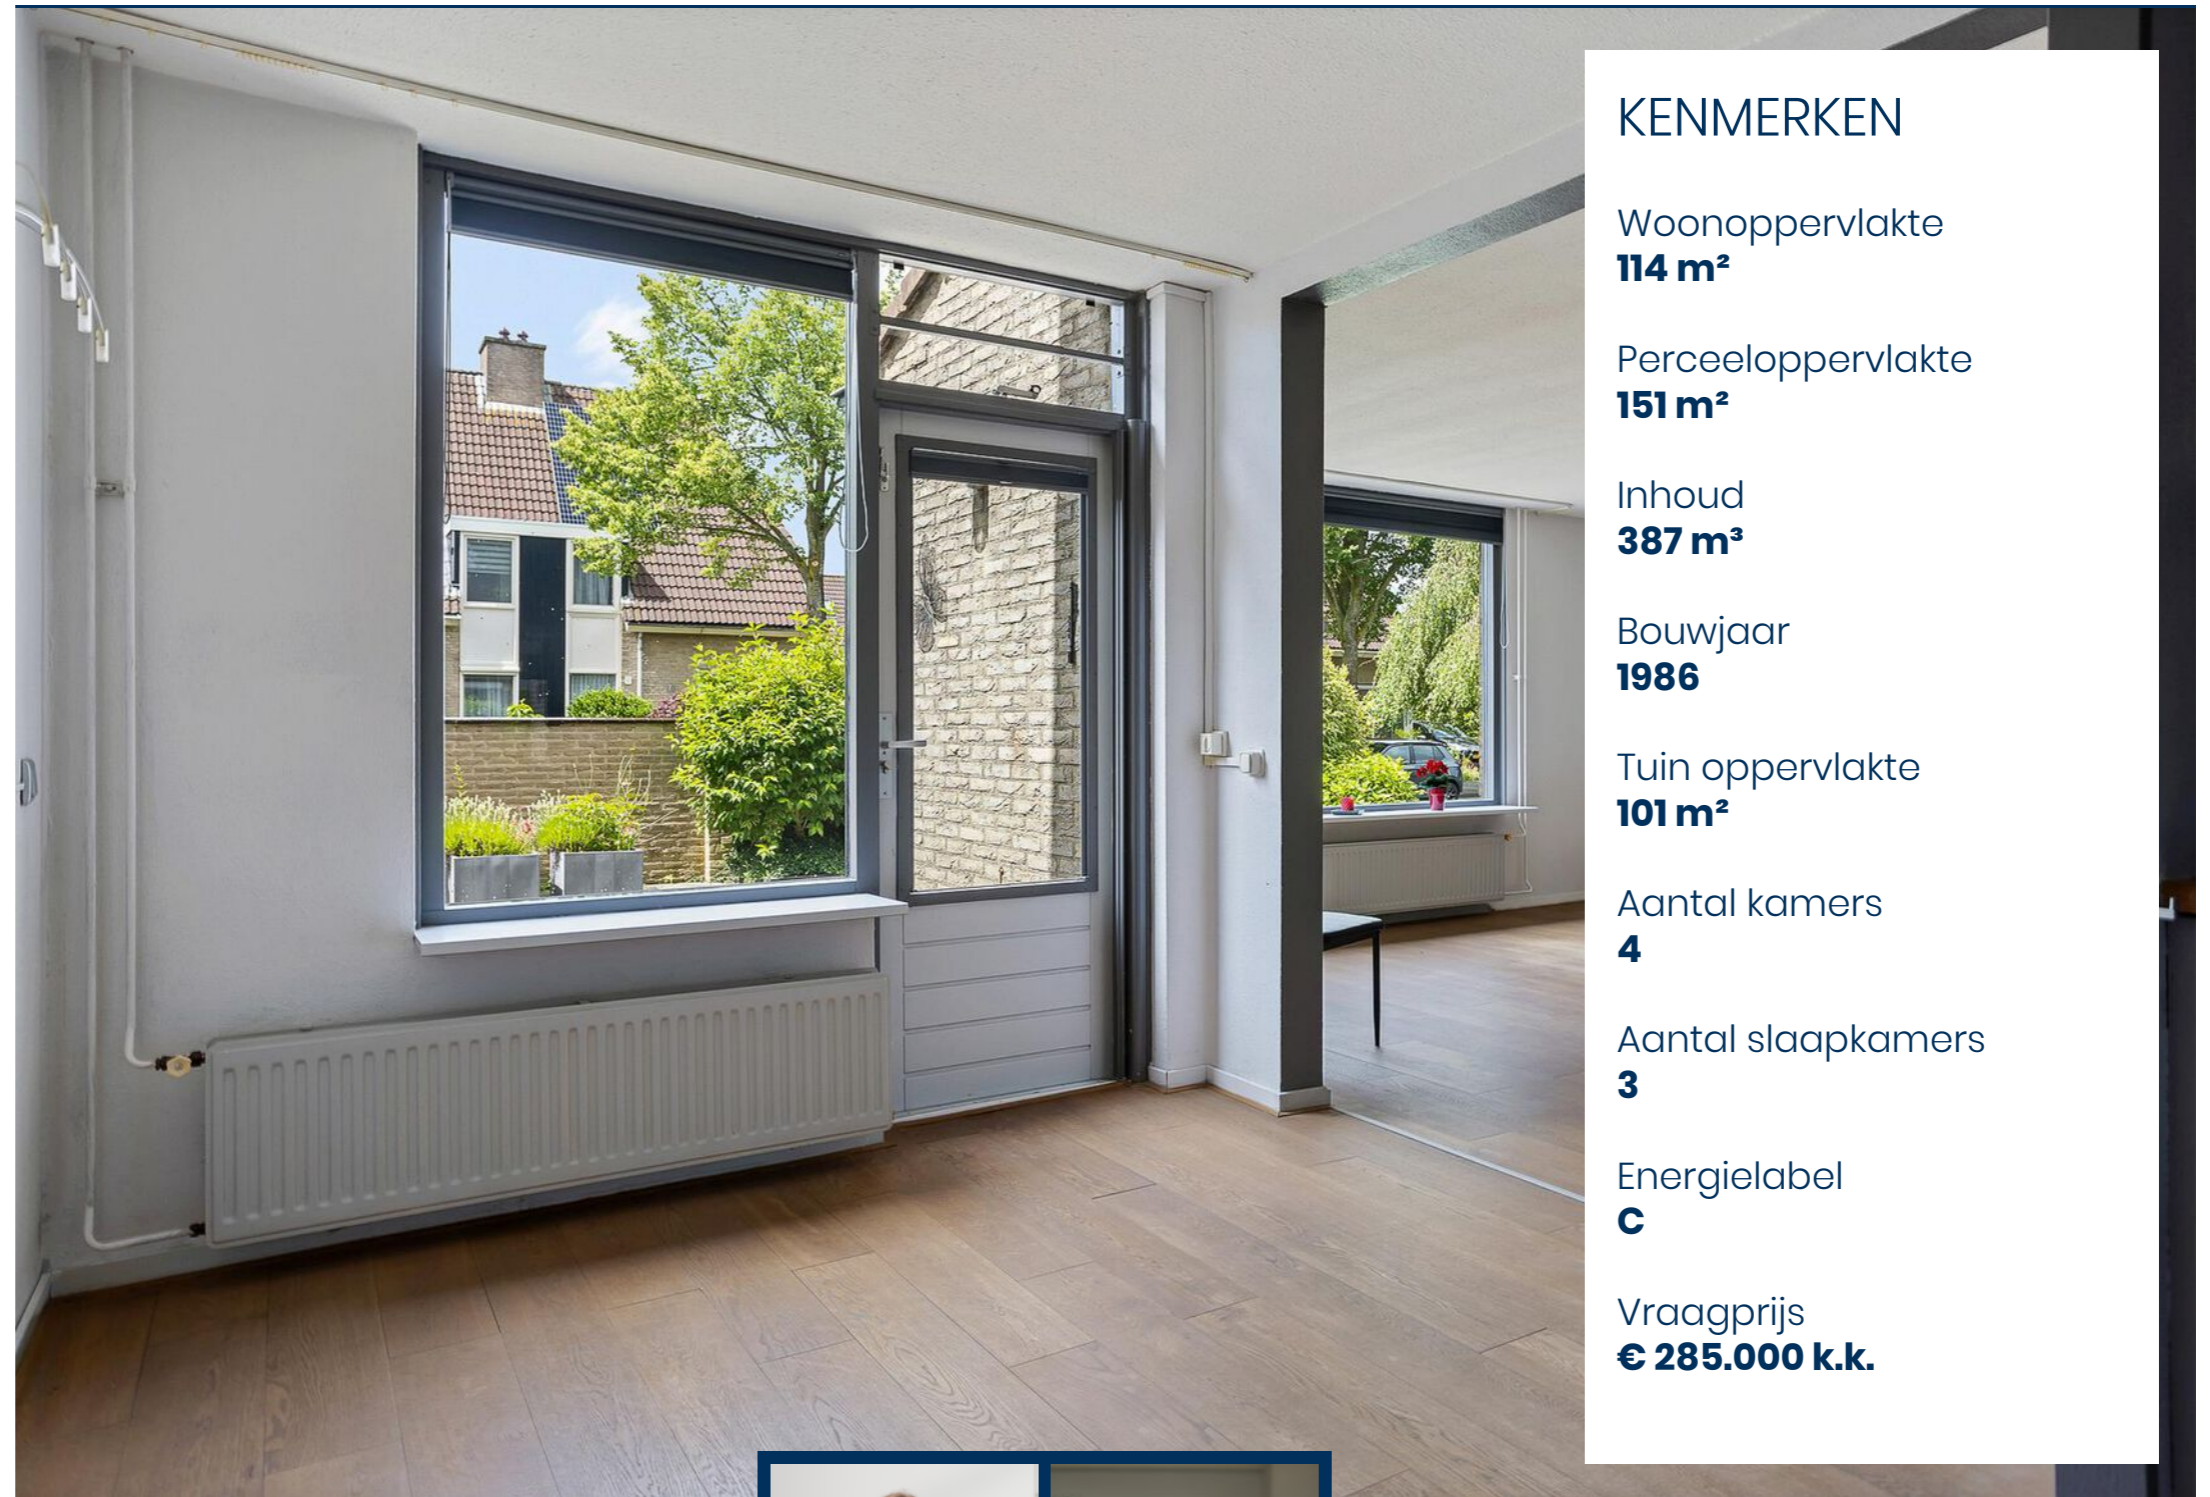 KENMERKEN
Woonoppervlakte
114 m²
Perceeloppervlakte
151 m²
Inhoud
387 m³
Bouwjaar
1986
Tuin oppervlakte
101 m²
Aantal kamers
4
Aantal slaapkamers
3
Energielabel
C
Vraagprijs
€ 285.000 k.k.